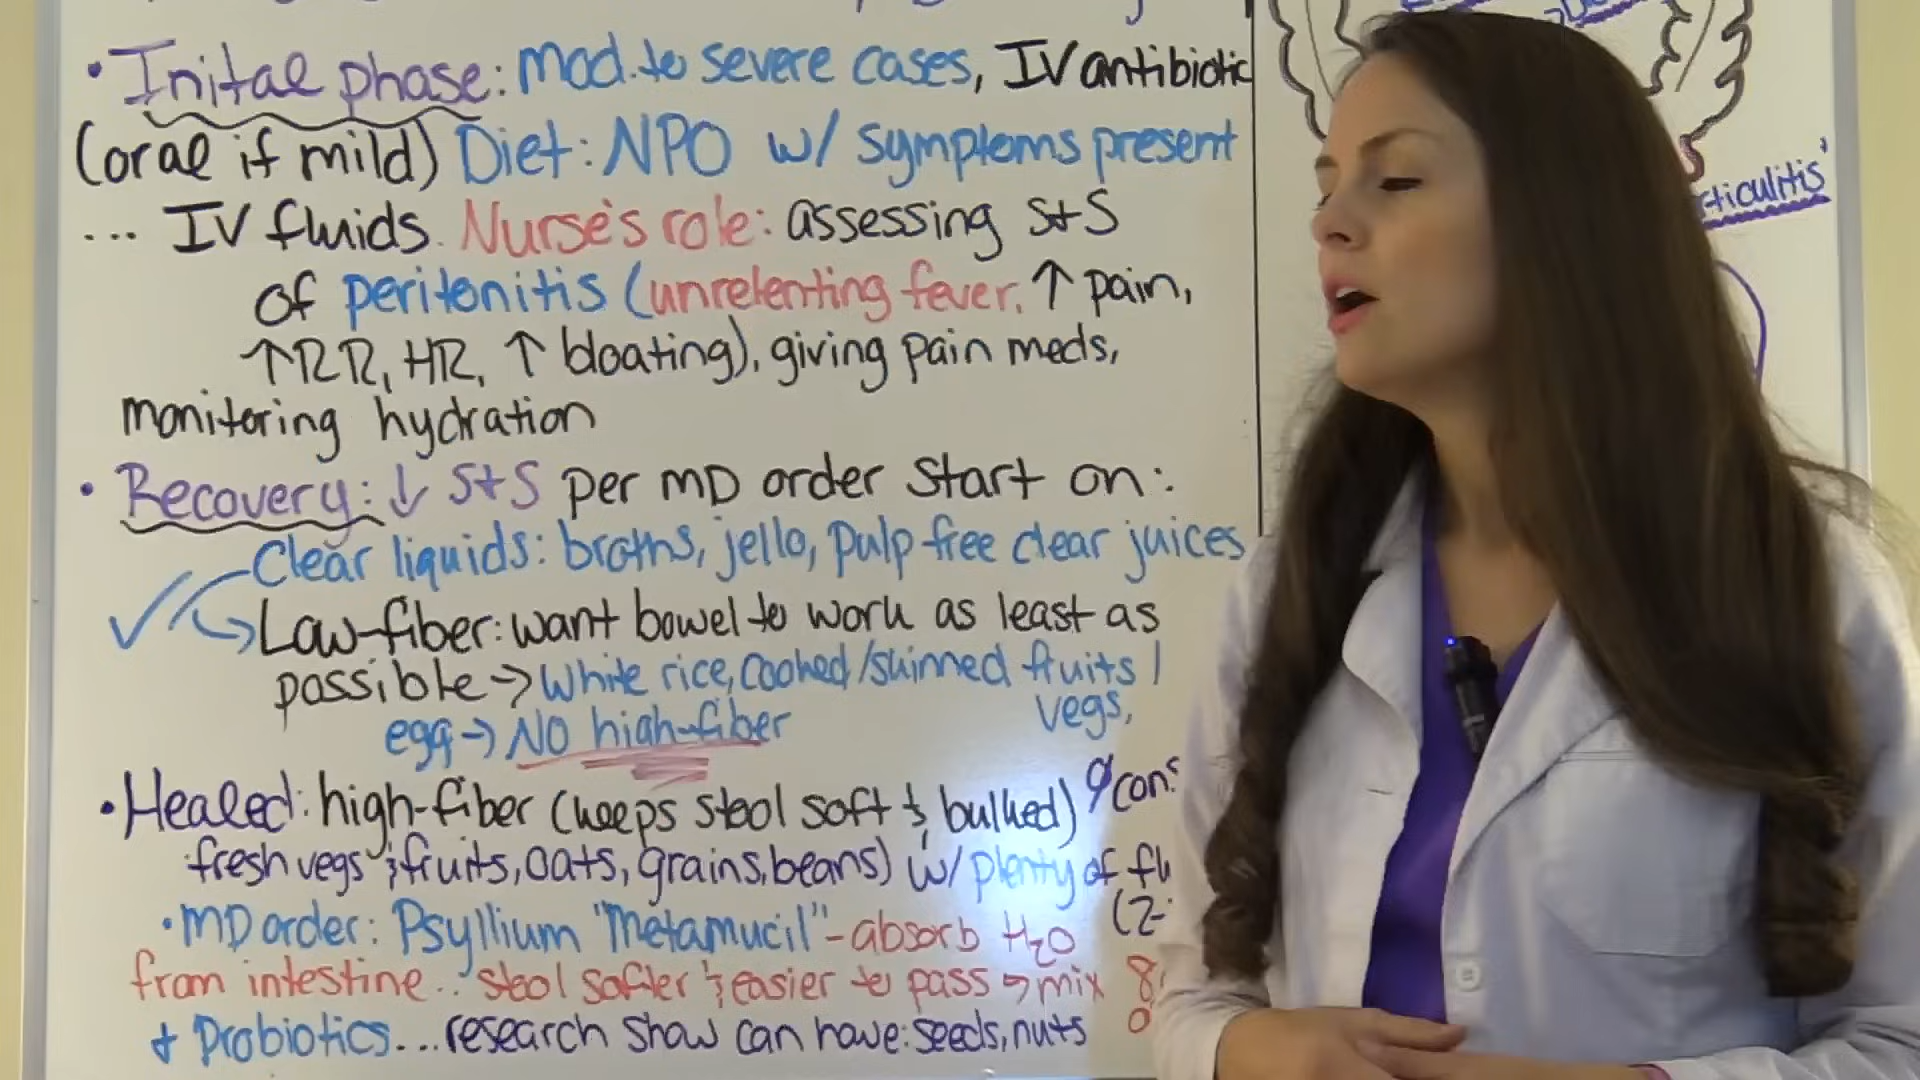 • Inital phase: mod. to severe cases, IV antibiotic
(oral if mild) Diet: NPO w/ symptoms present
... IV fluids. Nurse's role: assessing s+s
of peritonitis (unrelenting fever, ↑ pain,
↑RR, HR, ↑ bloating), giving pain meds,
monitoring hydration
• Recovery: ↓ s+s per MD order start on:
Clear liquids: broths, jello, pulp free clear juices
✓ Low-fiber: want bowel to work as least as
possible → white rice, cooked/skinned fruits /
vegs,
egg → NO high-fiber
• Healed: high-fiber (keeps stool soft & bulked)
fresh vegs & fruits, oats, grains, beans) w/ plenty of
(2-
• MD order: Psyllium "Metamucil" - absorb H₂O
from intestine.. stool softer & easier to pass → mix 8
+ Probiotics... research show can have: seeds, nuts
ticulitis